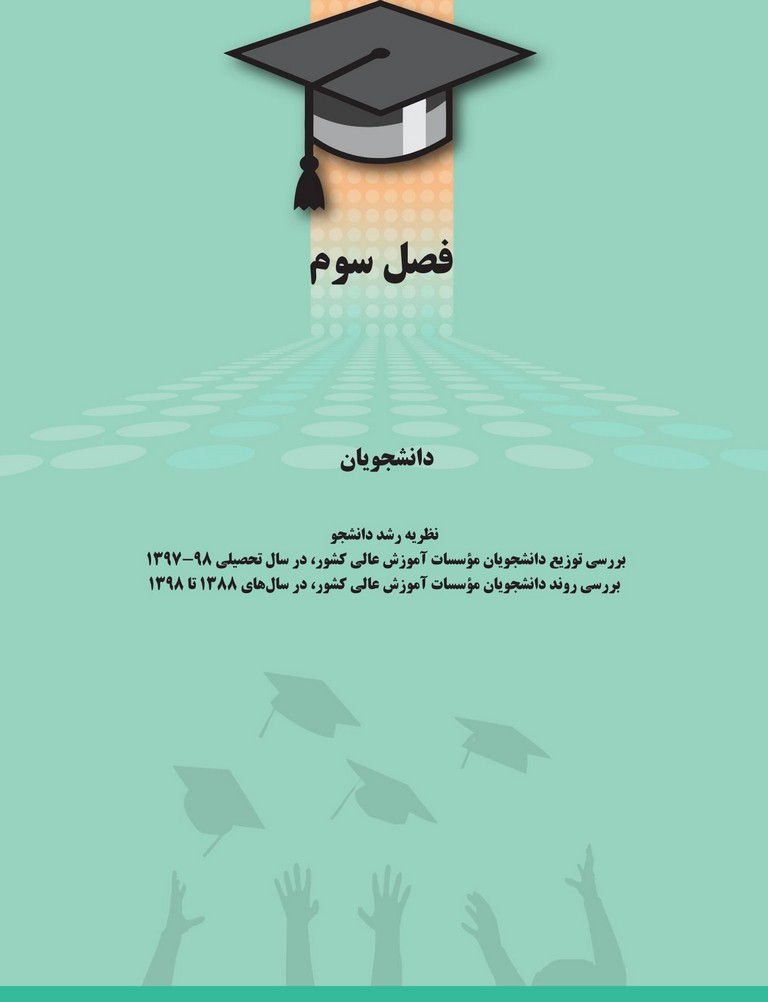 فصل سوم
دانشجویان
نظریه رشد دانشجو
بررسی توزیع دانشجویان مؤسسات آموزش عالی کشور، در سال تحصیلی ۹۸-۱۳۹۷
بررسی روند دانشجویان مؤسسات آموزش عالی کشور، در سال‌های ۱۳۸۸ تا ۱۳۹۸